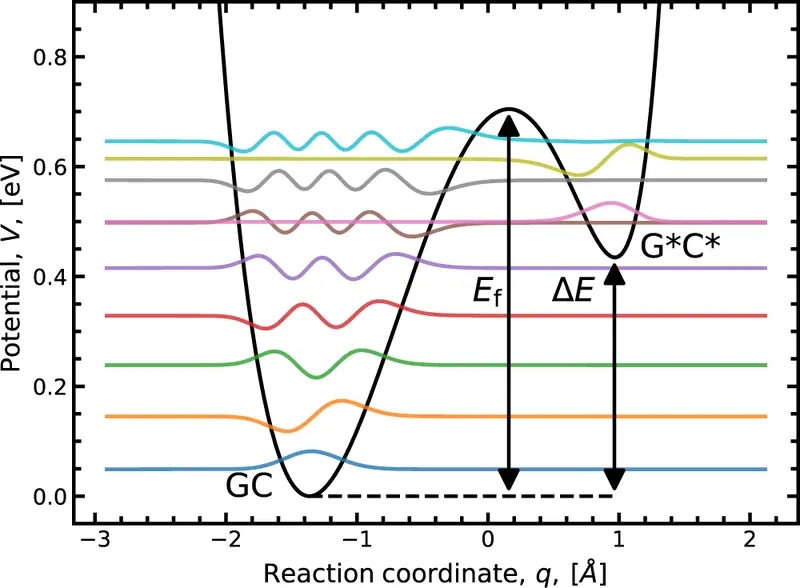 Potential, V, [eV]
0.8
0.6
0.4
0.2
0.0
G*C*
E_f
ΔE
GC
−3
−2
−1
0
1
2
Reaction coordinate, q, [Å]